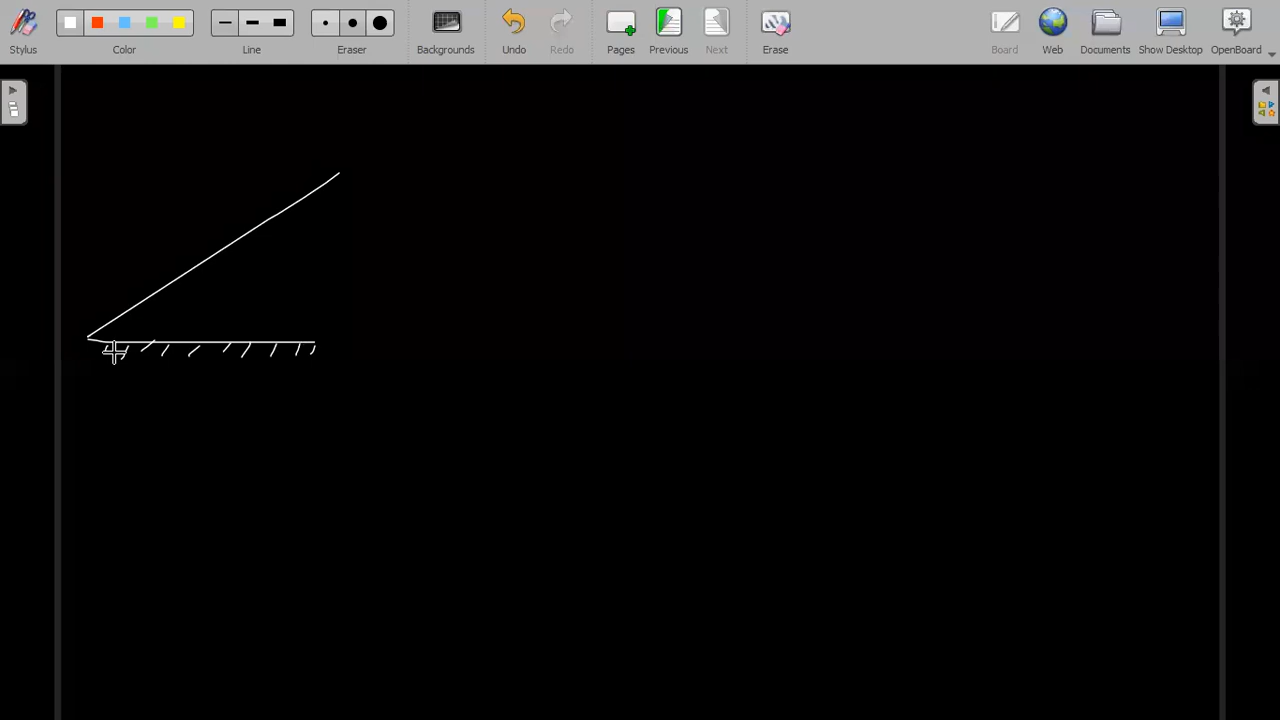 Stylus
Color
Line
Eraser
Backgrounds
Undo
Redo
Pages
Previous
Next
Erase
Board
Web
Documents
Show Desktop
OpenBoard